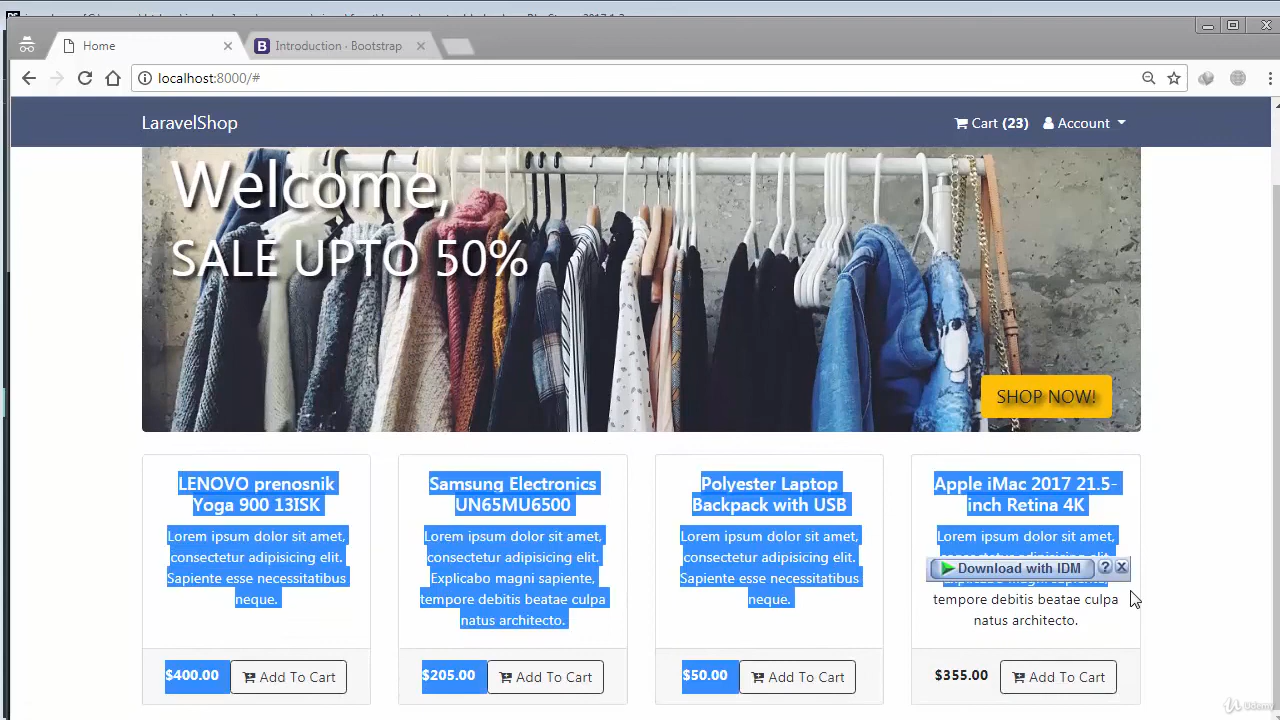 Home
Introduction · Bootstrap
localhost:8000/#
LaravelShop
Cart (23)
Account
Welcome,
SALE UPTO 50%
SHOP NOW!
LENOVO prenosnik
Yoga 900 13ISK
Lorem ipsum dolor sit amet,
consectetur adipisicing elit.
Sapiente esse necessitatibus
neque.
$400.00
Add To Cart
Samsung Electronics
UN65MU6500
Lorem ipsum dolor sit amet,
consectetur adipisicing elit.
Explicabo magni sapiente,
tempore debitis beatae culpa
natus architecto.
$205.00
Add To Cart
Polyester Laptop
Backpack with USB
Lorem ipsum dolor sit amet,
consectetur adipisicing elit.
Sapiente esse necessitatibus
neque.
$50.00
Add To Cart
Apple iMac 2017 21.5-
inch Retina 4K
Lorem ipsum dolor sit amet,
Download with IDM ?
tempore debitis beatae culpa
natus architecto.
$355.00
Add To Cart
Udemy